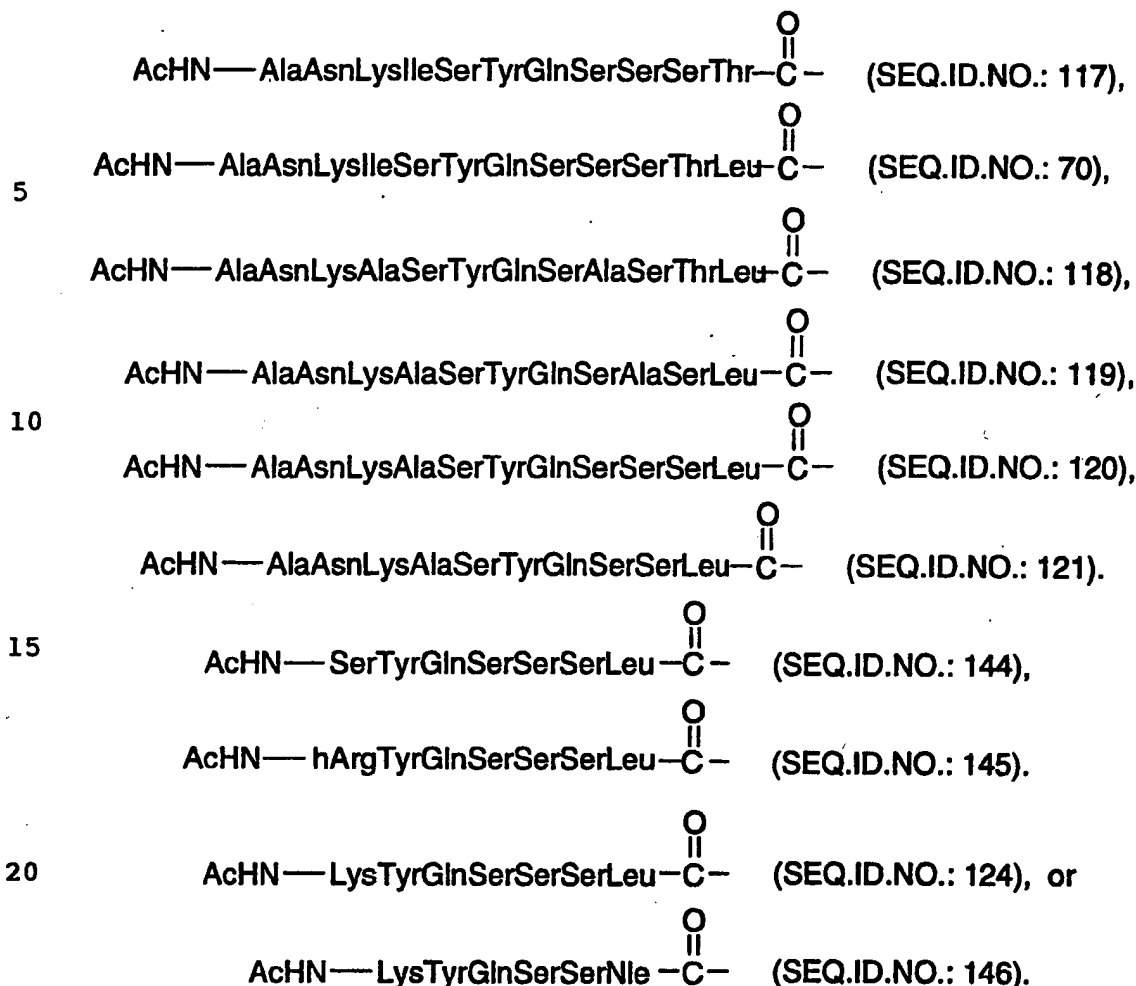 O
||
AcHN—AlaAsnLysIleSerTyrGlnSerSerSerThr-C- (SEQ.ID.NO.: 117),
O
||
5 AcHN—AlaAsnLysIleSerTyrGlnSerSerSerThrLeu-C- (SEQ.ID.NO.: 70),
O
||
AcHN—AlaAsnLysAlaSerTyrGlnSerAlaSerThrLeu-C- (SEQ.ID.NO.: 118),
O
||
AcHN—AlaAsnLysAlaSerTyrGlnSerAlaSerLeu-C- (SEQ.ID.NO.: 119),
10 O
||
AcHN—AlaAsnLysAlaSerTyrGlnSerSerSerLeu-C- (SEQ.ID.NO.: 120),
O
||
AcHN—AlaAsnLysAlaSerTyrGlnSerSerLeu-C- (SEQ.ID.NO.: 121).
O
||
15 AcHN—SerTyrGlnSerSerSerLeu-C- (SEQ.ID.NO.: 144),
O
||
AcHN—hArgTyrGlnSerSerSerLeu-C- (SEQ.ID.NO.: 145).
O
||
20 AcHN—LysTyrGlnSerSerSerLeu-C- (SEQ.ID.NO.: 124), or
O
||
AcHN—LysTyrGlnSerSerNle-C- (SEQ.ID.NO.: 146).